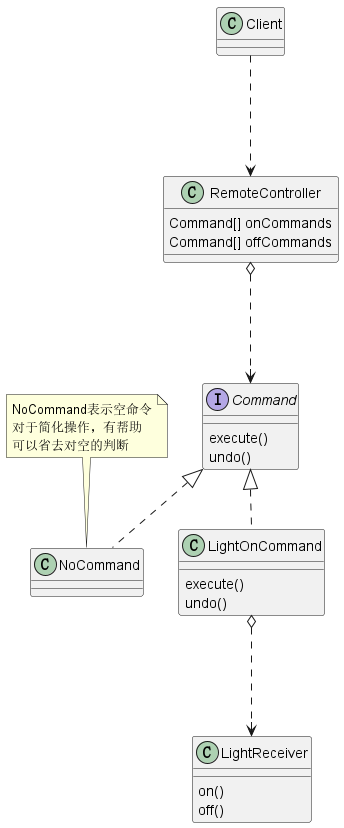 C Client
C RemoteController
Command[] onCommands
Command[] offCommands
I Command
execute()
undo()
NoCommand表示空命令
对于简化操作，有帮助
可以省去对空的判断
C NoCommand
C LightOnCommand
execute()
undo()
C LightReceiver
on()
off()